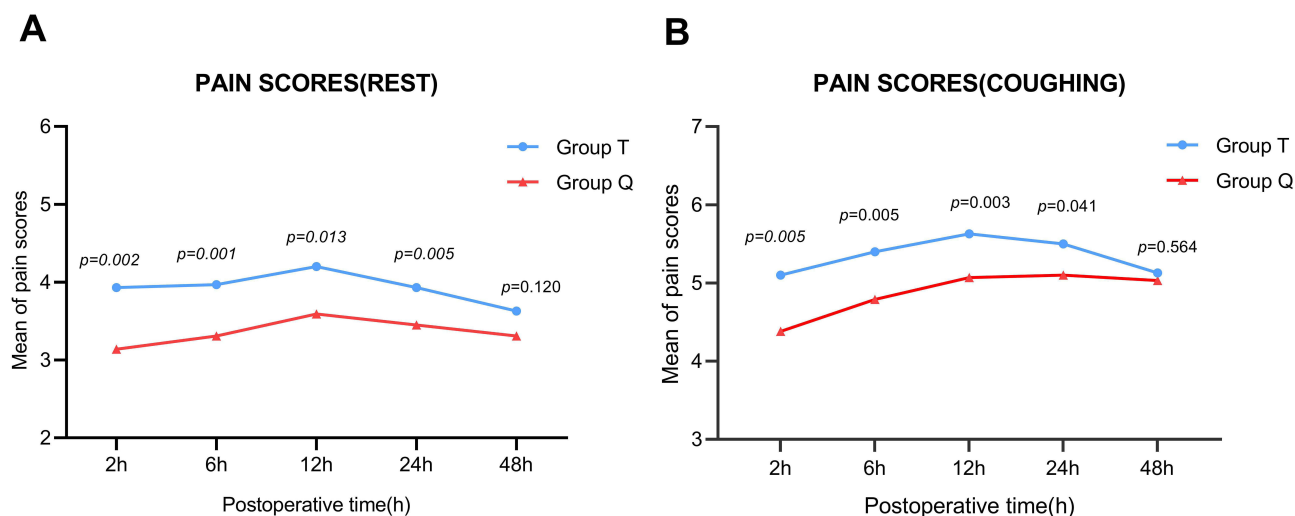 A
PAIN SCORES(REST)
6
5
4
3
2
Mean of pain scores
Group T
Group Q
p=0.002
p=0.001
p=0.013
p=0.005
p=0.120
2h
6h
12h
24h
48h
Postoperative time(h)
B
PAIN SCORES(COUGHING)
7
6
5
4
3
Mean of pain scores
Group T
Group Q
p=0.005
p=0.005
p=0.003
p=0.041
p=0.564
2h
6h
12h
24h
48h
Postoperative time(h)